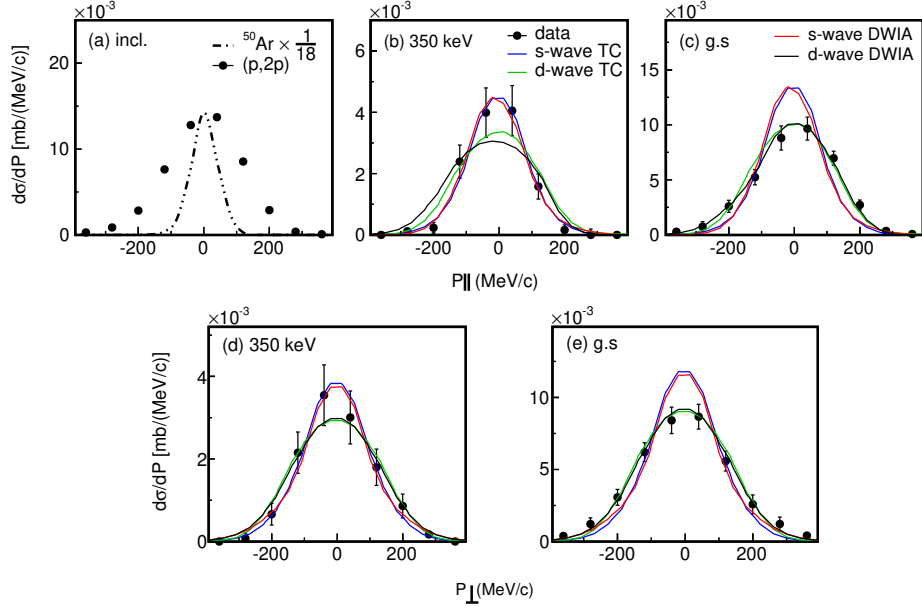 ×10⁻³
(a) incl.
⁵⁰Ar × 1/18
(p,2p)
20
10
0
-200 0 200
dσ/dP [mb/(MeV/c)]
×10⁻³
(b) 350 keV
data
s-wave TC
d-wave TC
6
4
2
0
-200 0 200
×10⁻³
(c) g.s
s-wave DWIA
d-wave DWIA
15
10
5
0
-200 0 200
P|| (MeV/c)
×10⁻³
(d) 350 keV
4
2
0
-200 0 200
dσ/dP [mb/(MeV/c)]
×10⁻³
(e) g.s
10
5
0
-200 0 200
P⊥(MeV/c)